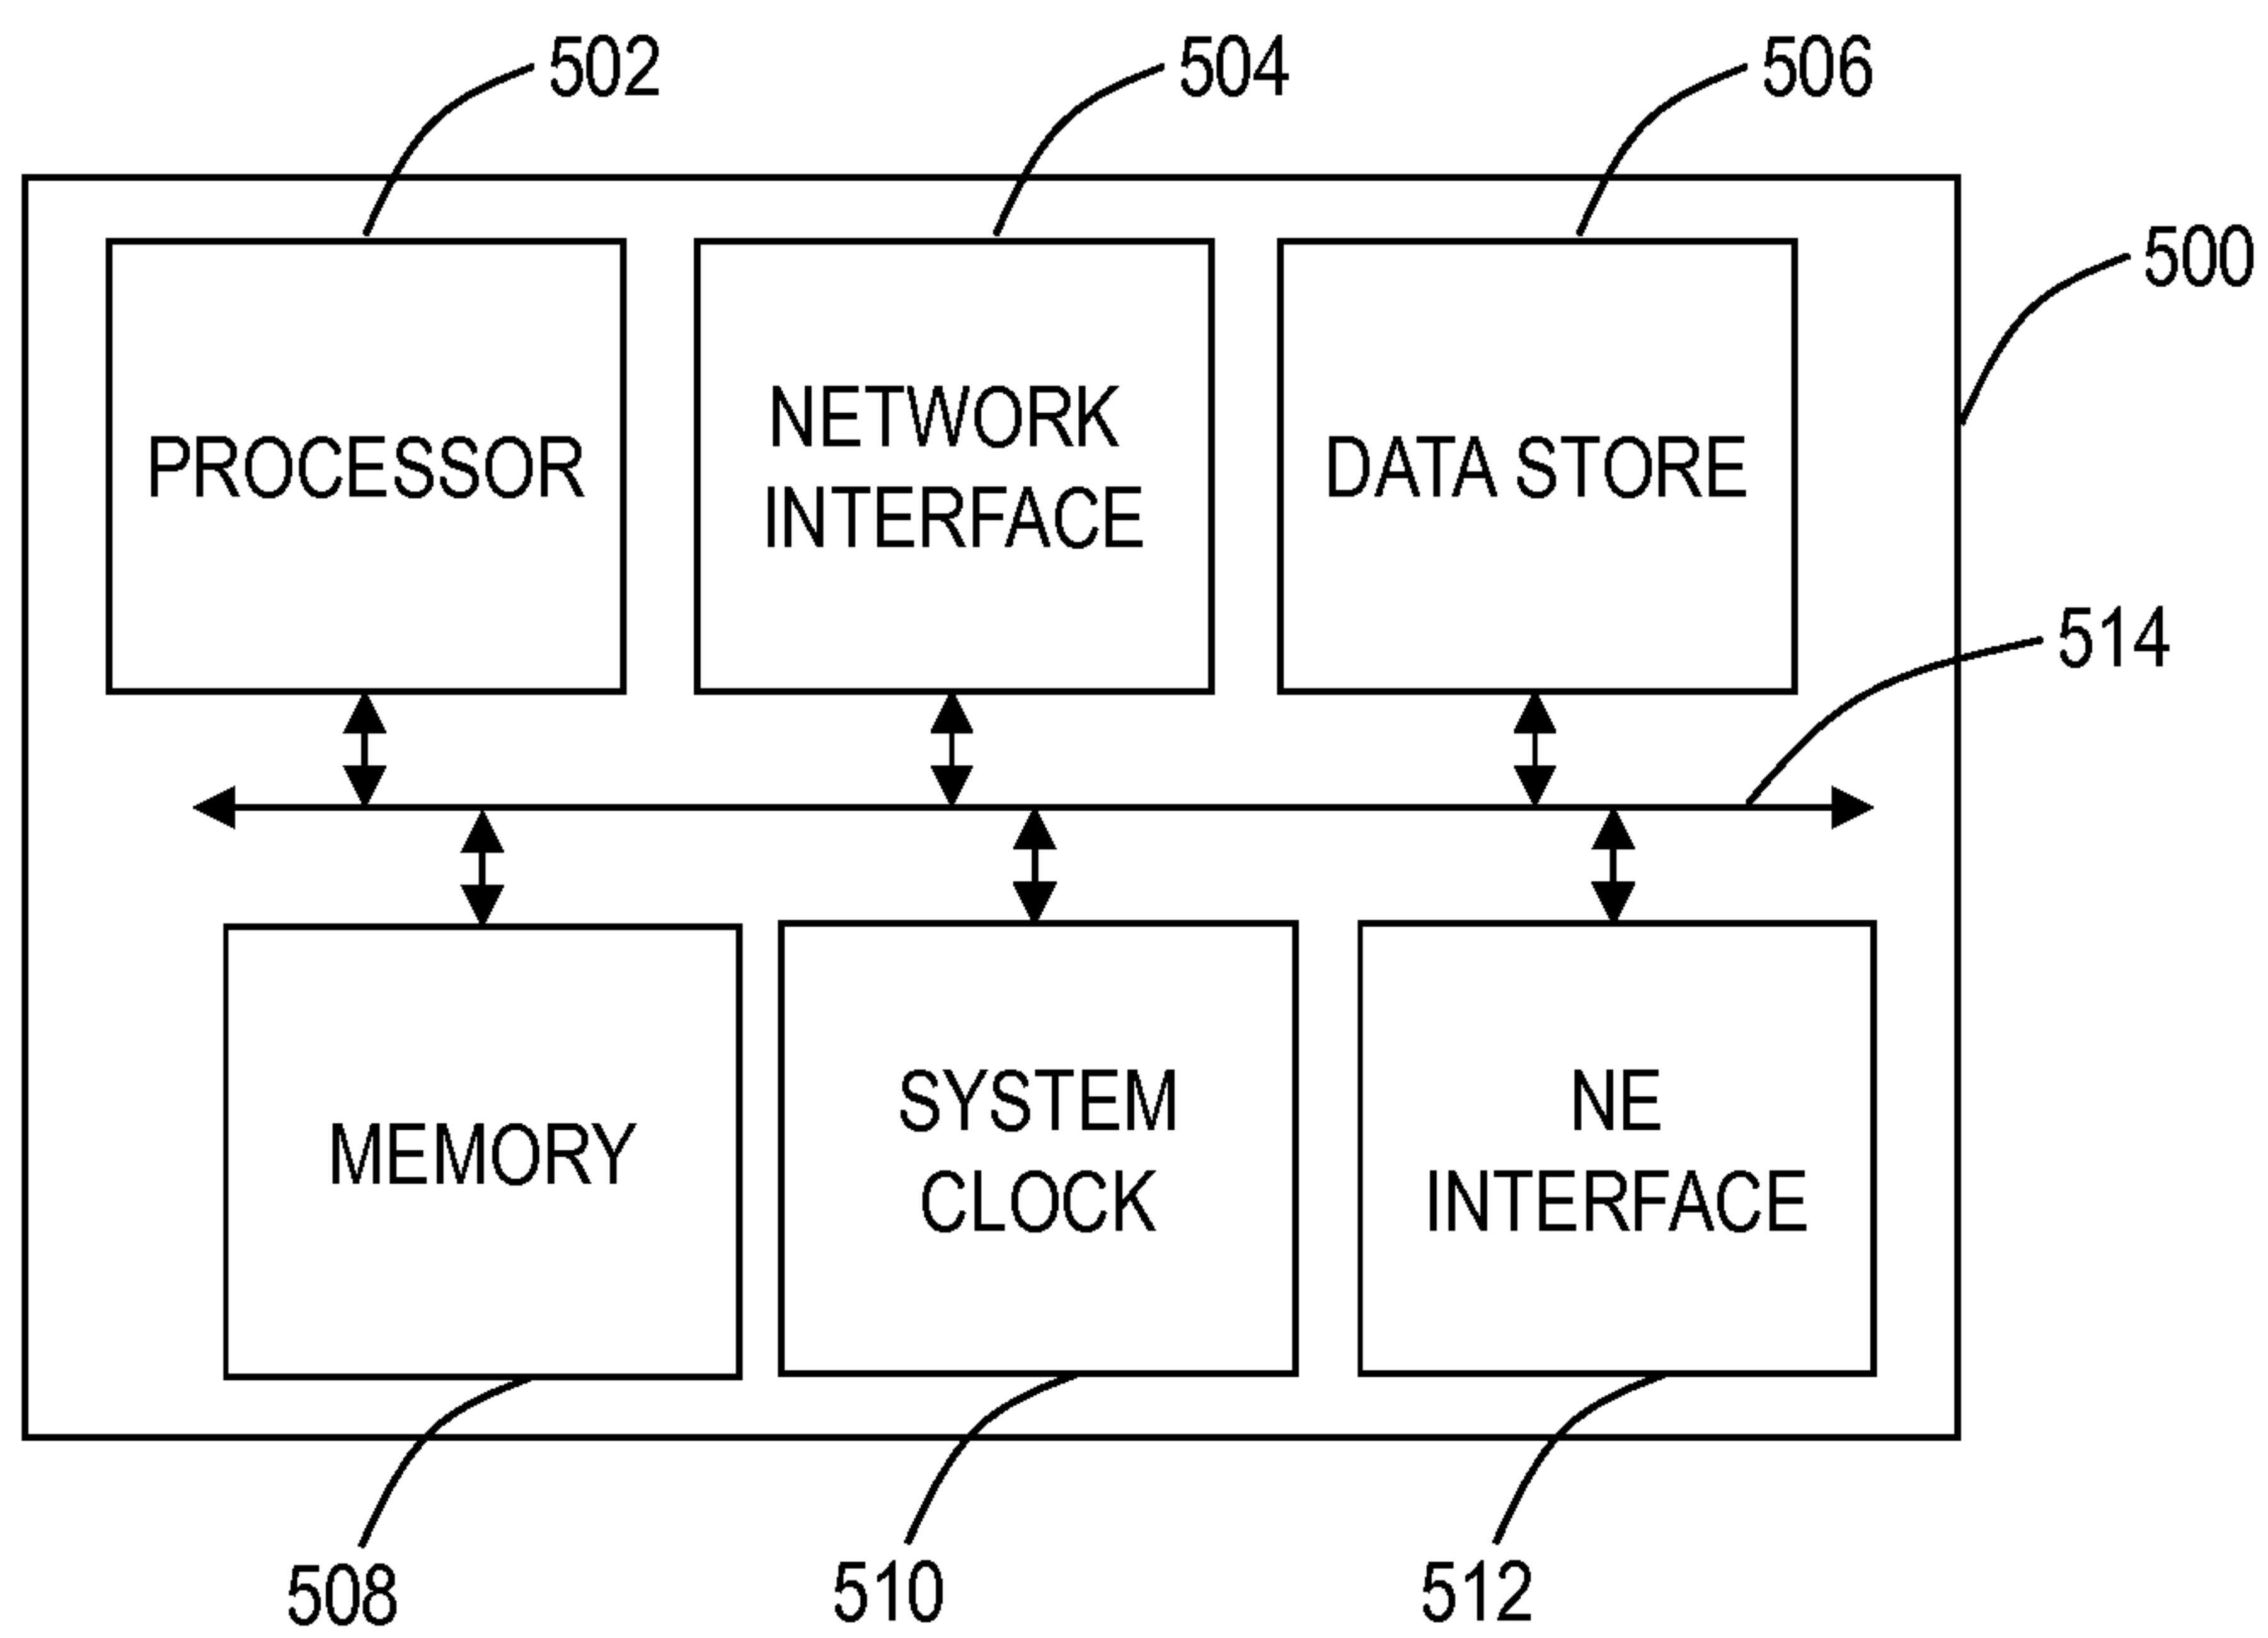 502
504
506
500
PROCESSOR
NETWORK
INTERFACE
DATA STORE
514
MEMORY
SYSTEM
CLOCK
NE
INTERFACE
508
510
512